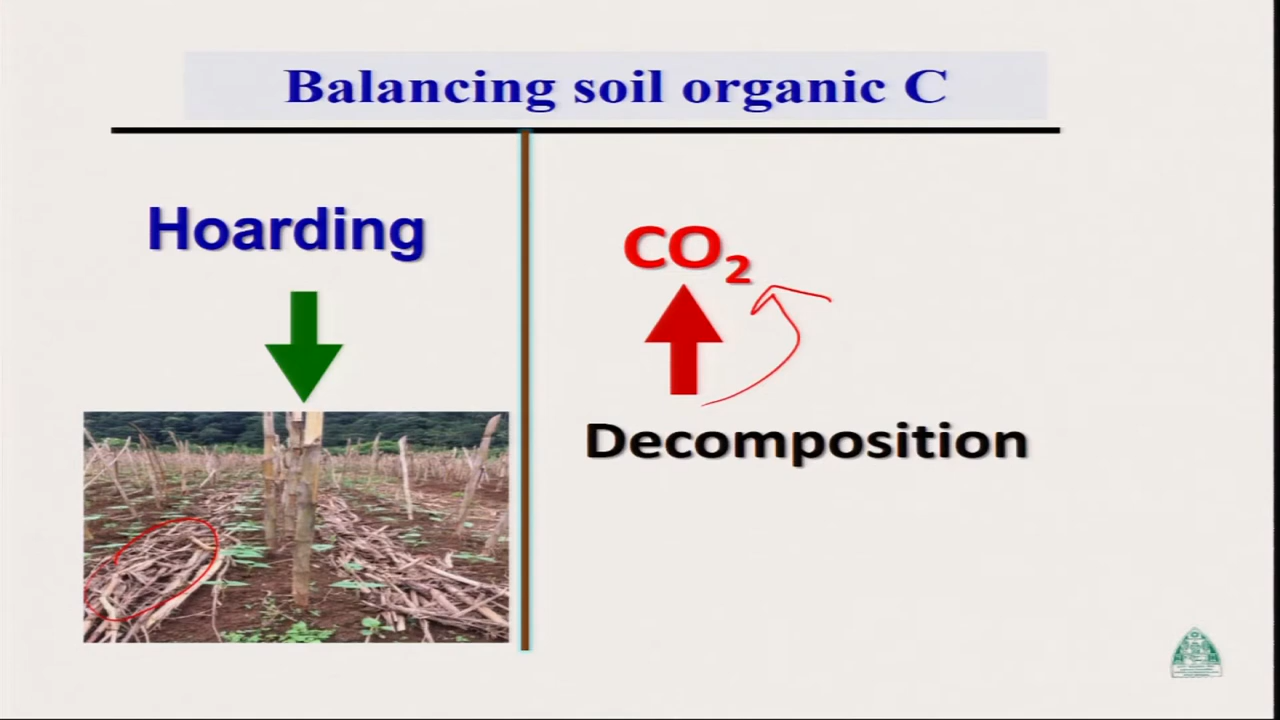 Balancing soil organic C
Hoarding
CO₂
Decomposition